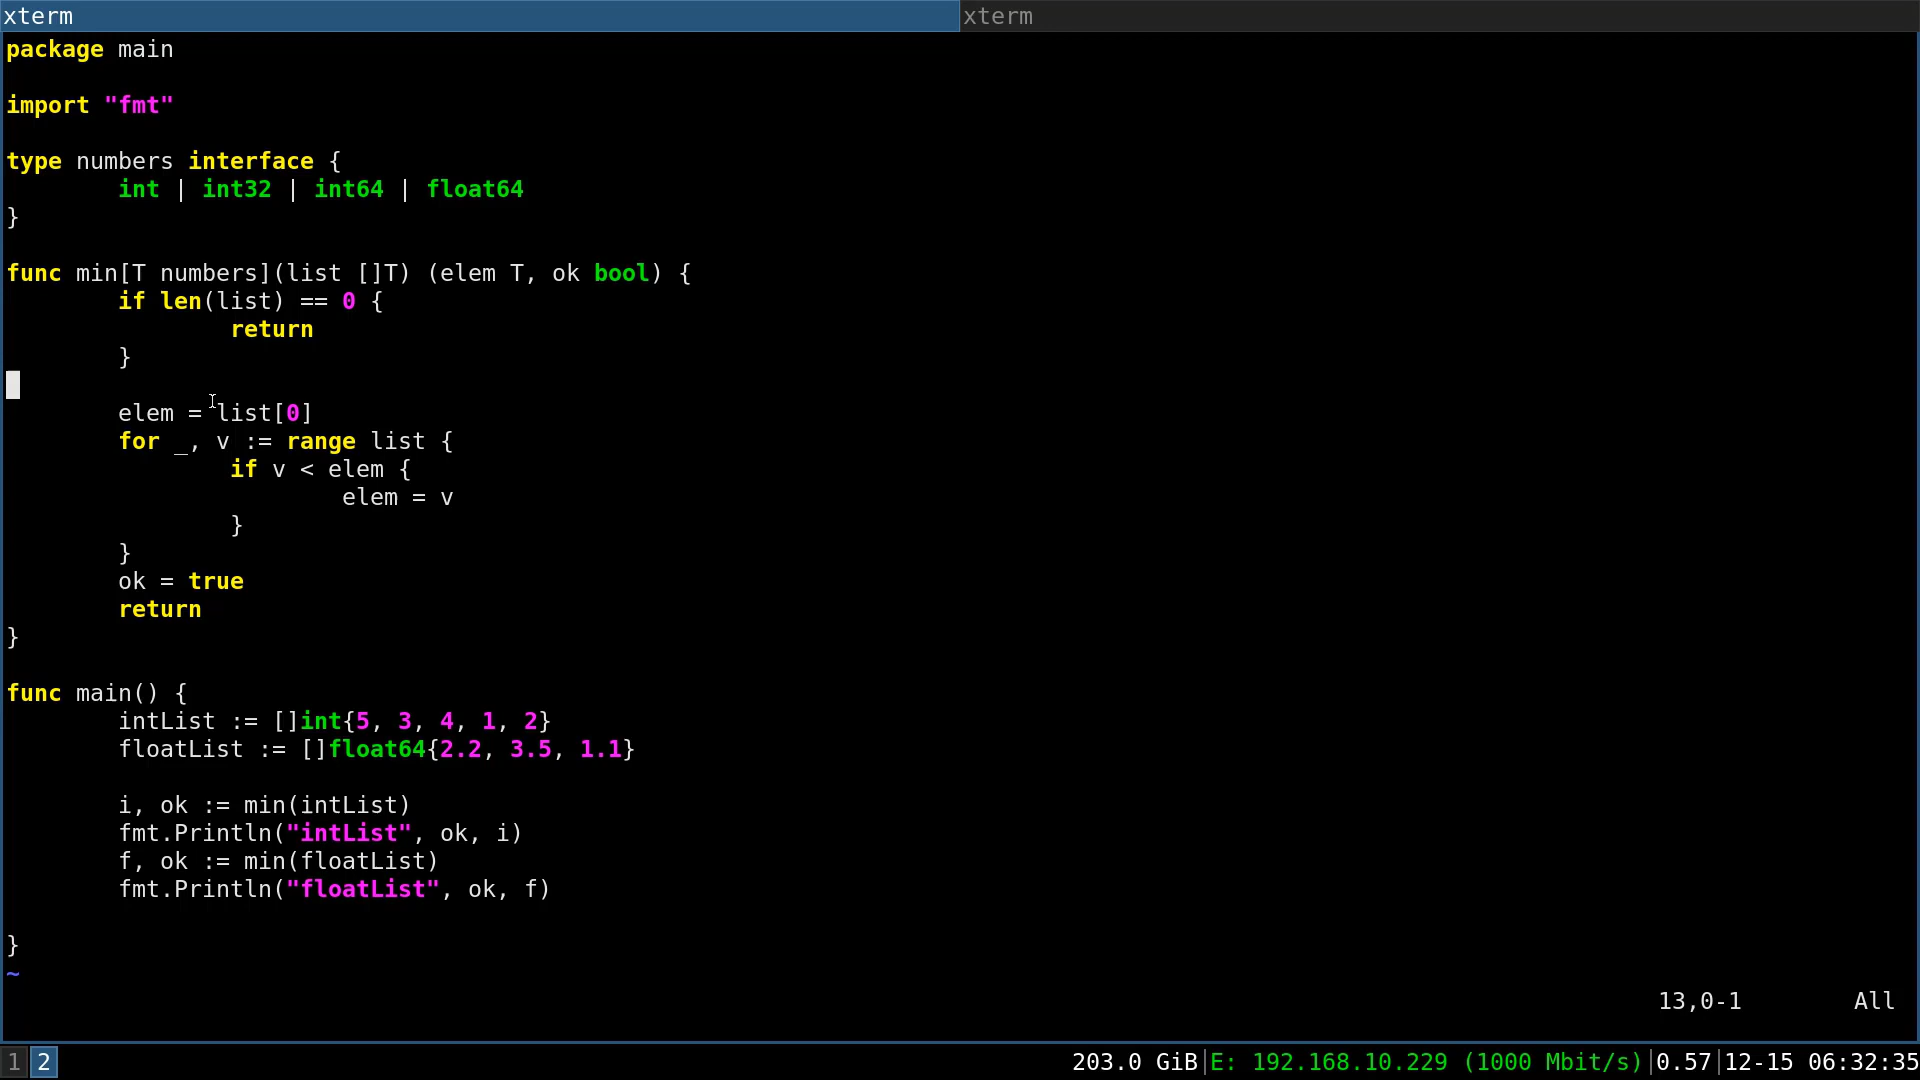 xterm xterm
package main
import "fmt"
type numbers interface {
        int | int32 | int64 | float64
}
func min[T numbers](list []T) (elem T, ok bool) {
        if len(list) == 0 {
                return
        }
        elem = list[0]
        for _, v := range list {
                if v < elem {
                        elem = v
                }
        }
        ok = true
        return
}
func main() {
        intList := []int{5, 3, 4, 1, 2}
        floatList := []float64{2.2, 3.5, 1.1}
        i, ok := min(intList)
        fmt.Println("intList", ok, i)
        f, ok := min(floatList)
        fmt.Println("floatList", ok, f)
}
~
13,0-1 All
1 2 203.0 GiB|E: 192.168.10.229 (1000 Mbit/s)|0.57|12-15 06:32:35